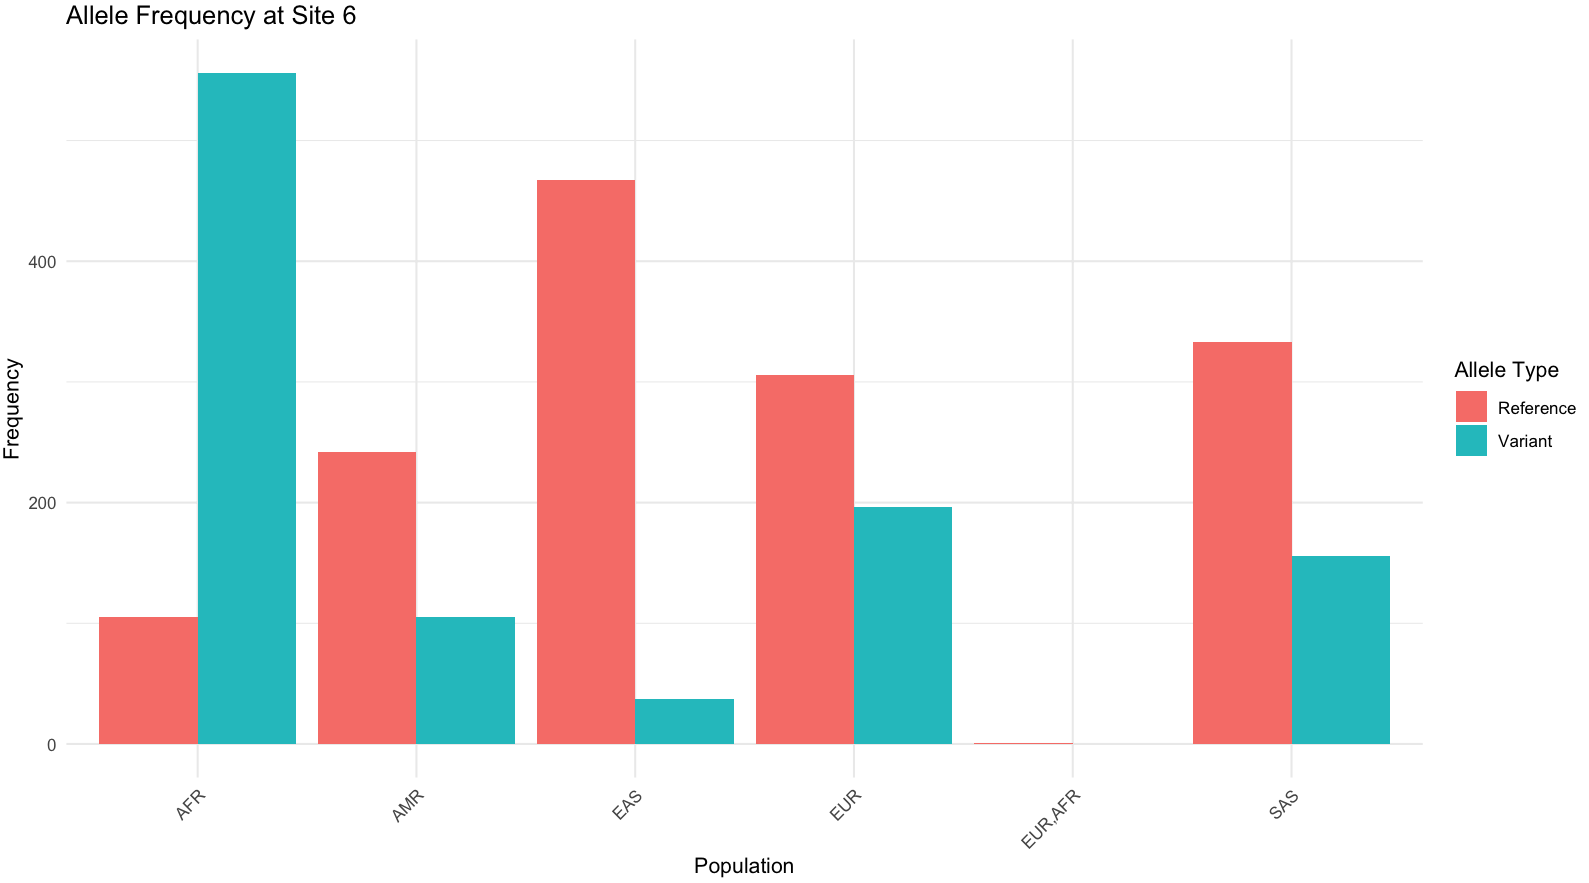 Allele Frequency at Site 6
Frequency
400
200
0
AFR
AMR
EAS
EUR
EUR,AFR
SAS
Population
Allele Type
Reference
Variant